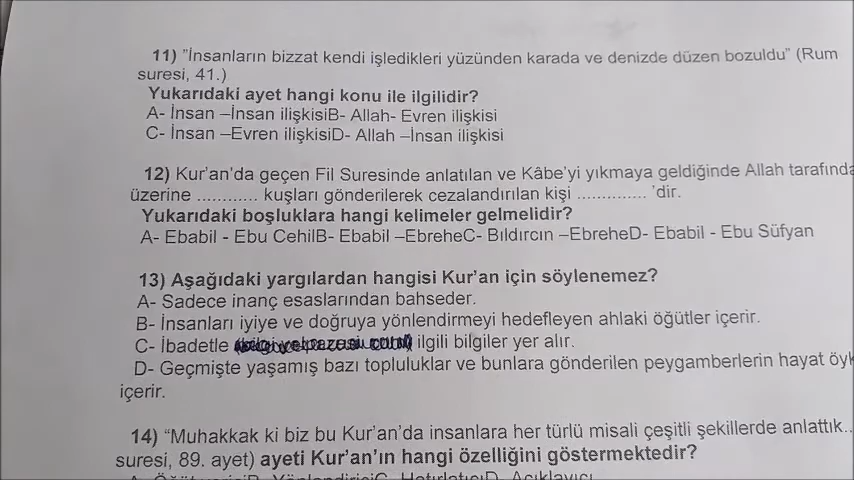 11) "İnsanların bizzat kendi işledikleri yüzünden karada ve denizde düzen bozuldu" (Rum
suresi, 41.)
Yukarıdaki ayet hangi konu ile ilgilidir?
A- İnsan –İnsan ilişkisiB- Allah- Evren ilişkisi
C- İnsan –Evren ilişkisiD- Allah –İnsan ilişkisi
12) Kur'an'da geçen Fil Suresinde anlatılan ve Kâbe'yi yıkmaya geldiğinde Allah tarafında
üzerine ............ kuşları gönderilerek cezalandırılan kişi .............. 'dir.
Yukarıdaki boşluklara hangi kelimeler gelmelidir?
A- Ebabil - Ebu CehilB- Ebabil –EbreheC- Bıldırcın –EbreheD- Ebabil - Ebu Süfyan
13) Aşağıdaki yargılardan hangisi Kur'an için söylenemez?
A- Sadece inanç esaslarından bahseder.
B- İnsanları iyiye ve doğruya yönlendirmeyi hedefleyen ahlaki öğütler içerir.
C- İbadetle ilgili bilgiler yer alır.
D- Geçmişte yaşamış bazı topluluklar ve bunlara gönderilen peygamberlerin hayat öyk
içerir.
14) "Muhakkak ki biz bu Kur'an'da insanlara her türlü misali çeşitli şekillerde anlattık..
suresi, 89. ayet) ayeti Kur'an'ın hangi özelliğini göstermektedir?